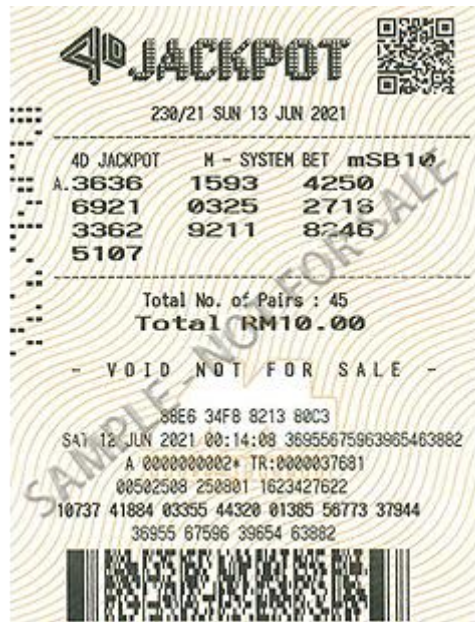 4D JACKPOT
230/21 SUN 13 JUN 2021
4D JACKPOT M - SYSTEM BET mSB10
A.3636 1593 4250
6921 0325 2716
3362 9211 8246
5107
Total No. of Pairs : 45
Total RM10.00
- VOID NOT FOR SALE -
SAMPLE - NOT FOR SALE
88E6 34F8 8213 80C3
SAT 12 JUN 2021 00:14:08 36955675963965463882
A 0000000002* TR:0000037681
00502508 250801 1623427622
10737 41884 03355 44320 01385 56773 37944
36955 67596 39654 63882